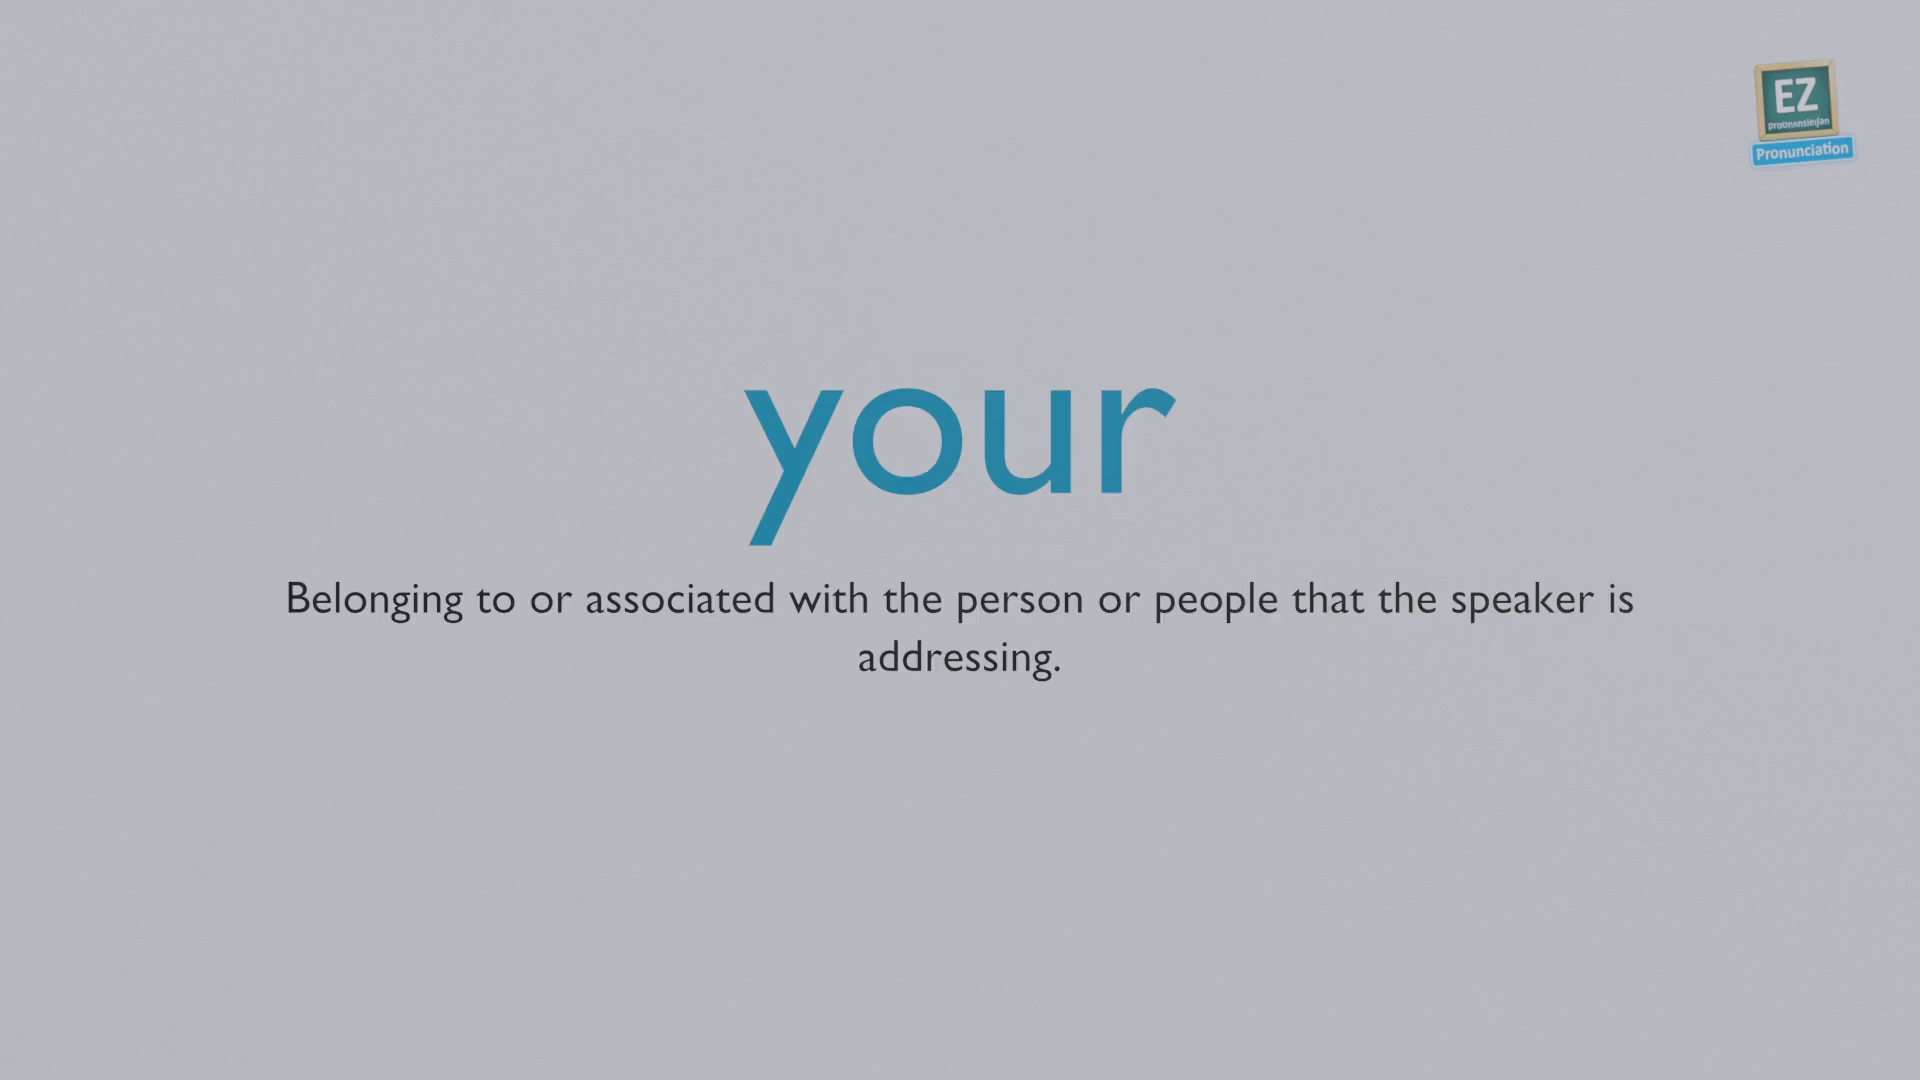 EZ
Pronunciation
your
Belonging to or associated with the person or people that the speaker is
addressing.